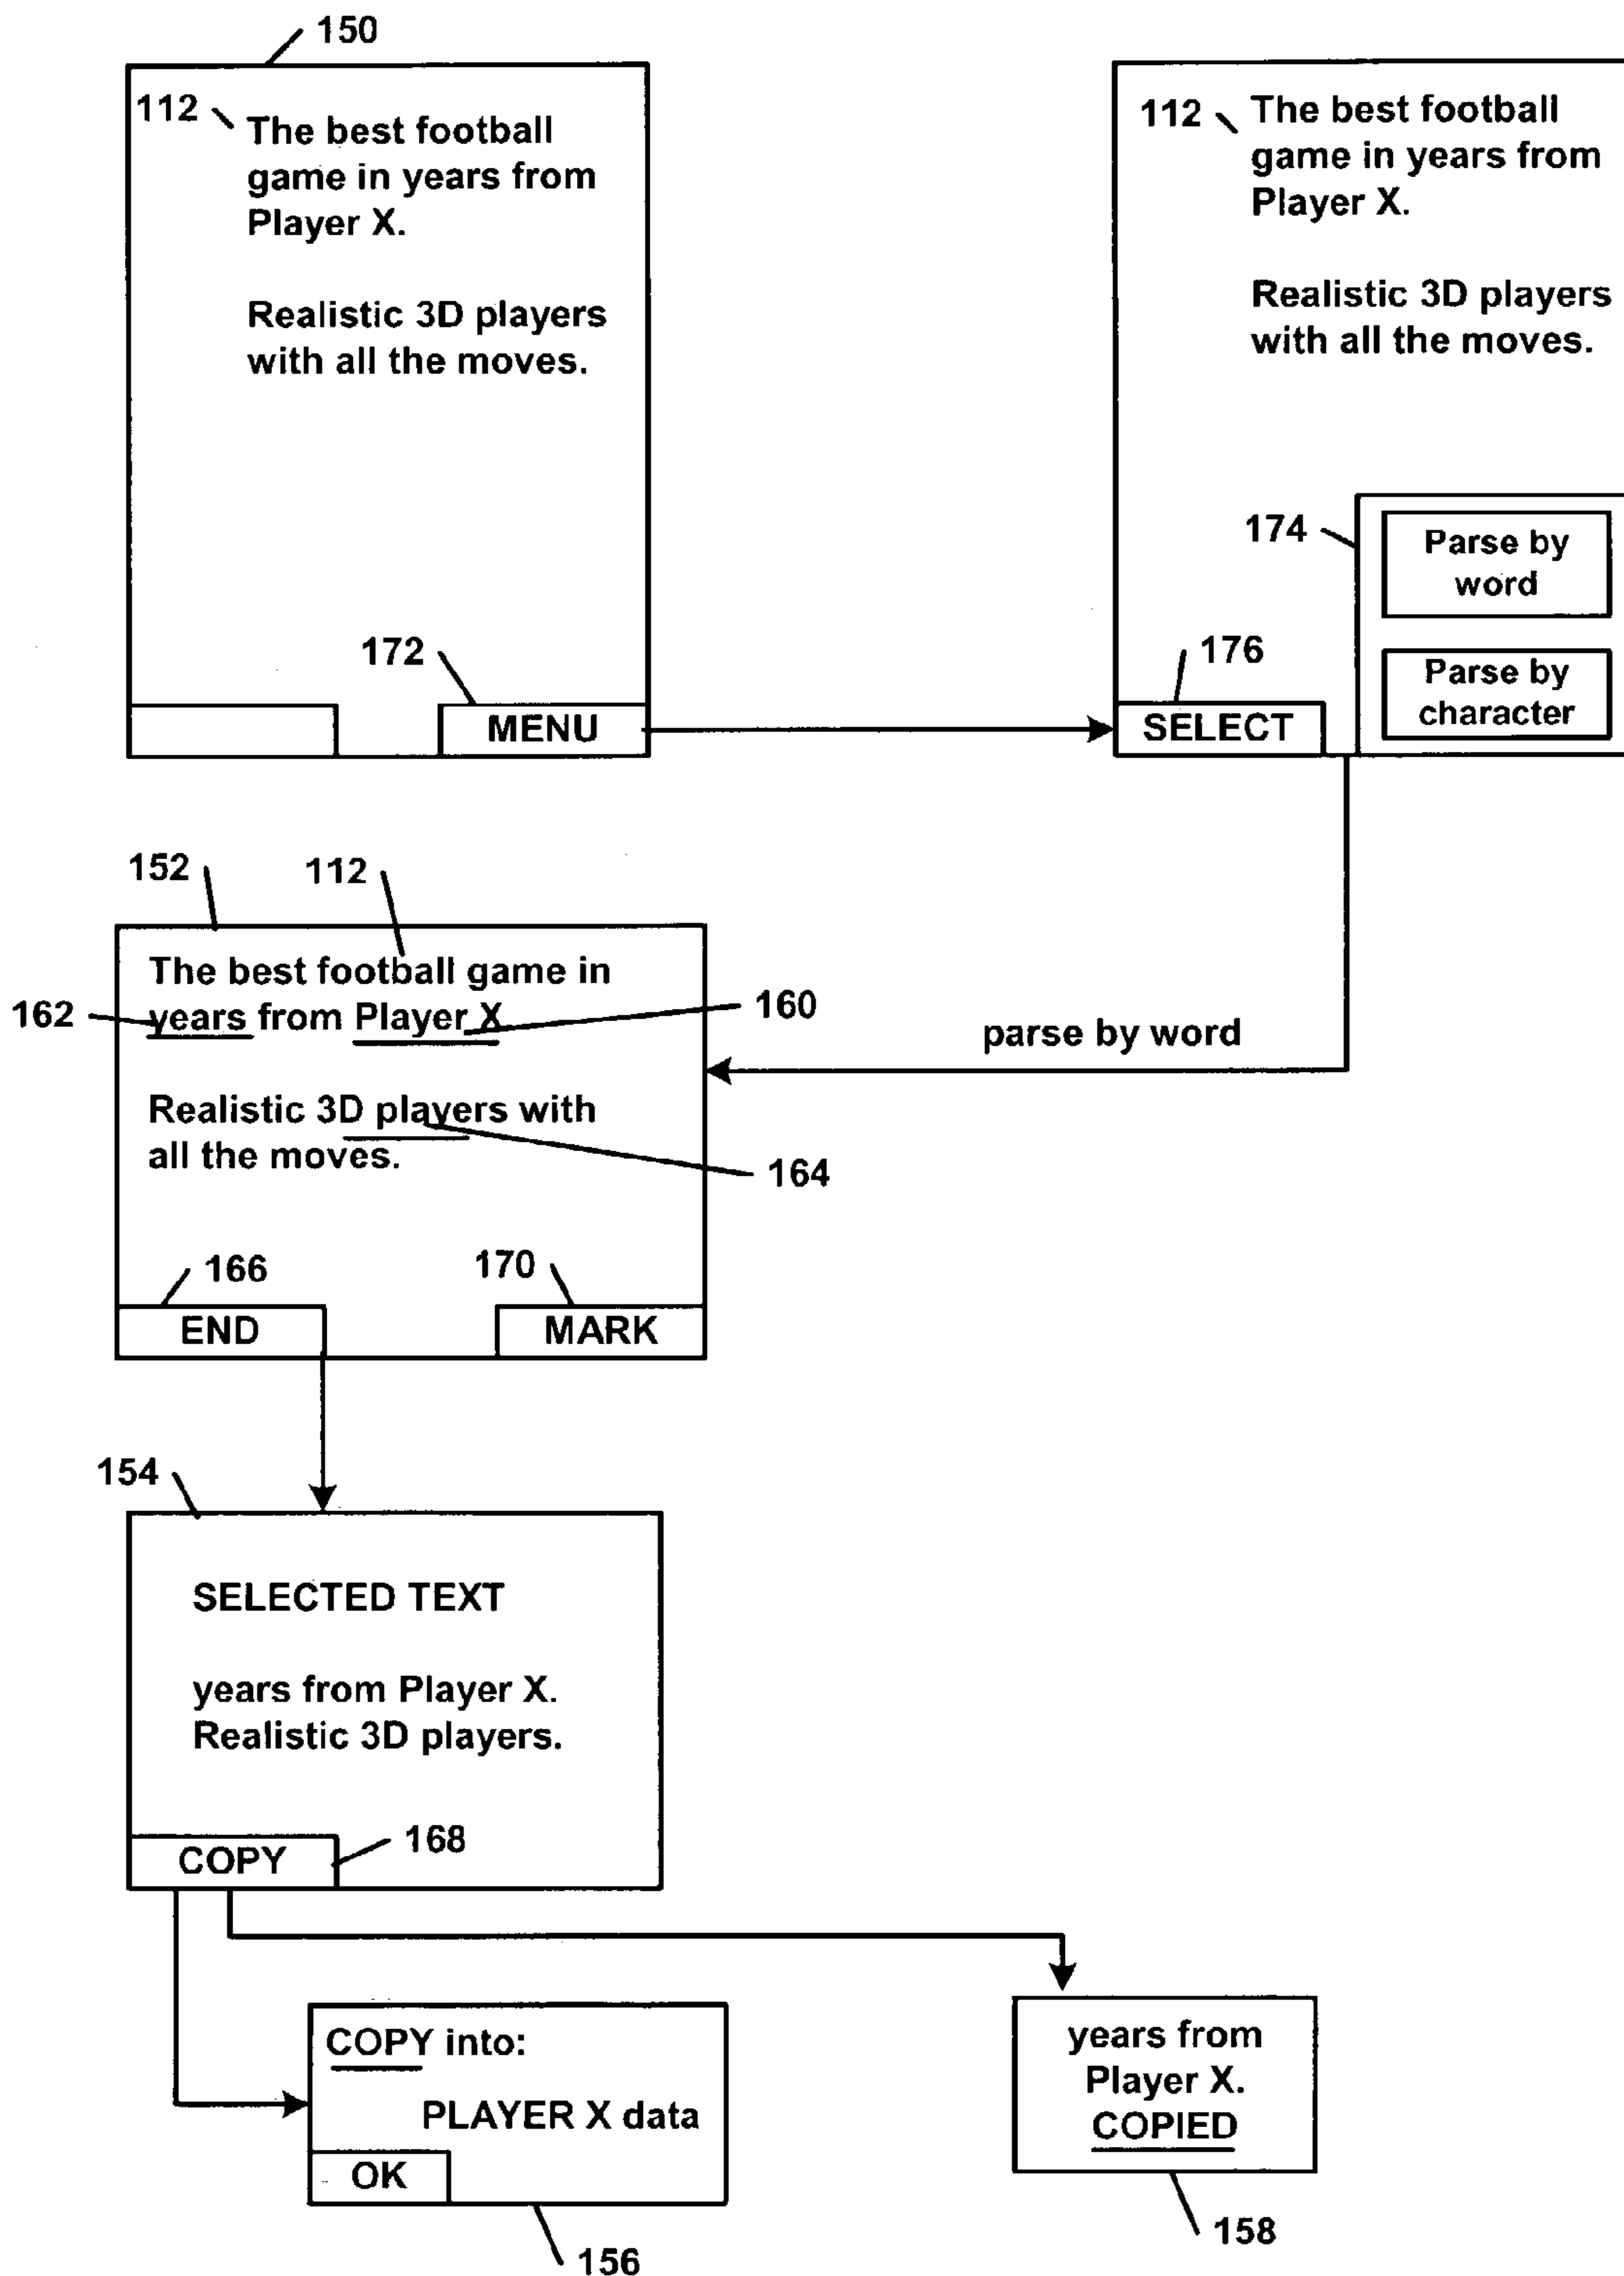 150
112
The best football
game in years from
Player X.
Realistic 3D players
with all the moves.
172
MENU
112
The best football
game in years from
Player X.
Realistic 3D players
with all the moves.
174
Parse by
word
Parse by
character
176
SELECT
152
112
The best football game in
162
years from Player X
160
Realistic 3D players with
all the moves.
164
166
170
END
MARK
parse by word
154
SELECTED TEXT
years from Player X.
Realistic 3D players.
168
COPY
COPY into:
PLAYER X data
OK
156
years from
Player X.
COPIED
158